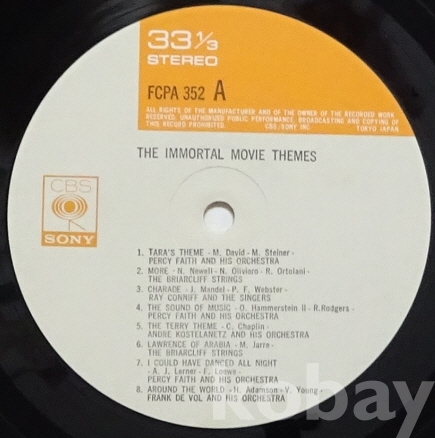 33 1/3
STEREO
FCPA 352 A
ALL RIGHTS OF THE MANUFACTURER AND OF THE OWNER OF THE RECORDED WORK
RESERVED. UNAUTHORIZED PUBLIC PERFORMANCE, BROADCASTING AND COPYING OF
THIS RECORD PROHIBITED. CBS/SONY INC. TOKYO JAPAN
THE IMMORTAL MOVIE THEMES
CBS
SONY
1. TARA'S THEME - M. David - M. Steiner -
PERCY FAITH AND HIS ORCHESTRA
2. MORE - N. Newell - N. Oliviero - R. Ortolani -
THE BRIARCLIFF STRINGS
3. CHARADE - J. Mandel - P. F. Webster -
RAY CONNIFF AND THE SINGERS
4. THE SOUND OF MUSIC - O. Hammerstein II - R. Rodgers -
PERCY FAITH AND HIS ORCHESTRA
5. THE TERRY THEME - C. Chaplin -
ANDRE KOSTELANETZ AND HIS ORCHESTRA
6. LAWRENCE OF ARABIA - M. Jarre -
THE BRIARCLIFF STRINGS
7. I COULD HAVE DANCED ALL NIGHT
- A. J. Lerner - F. Loewe -
PERCY FAITH AND HIS ORCHESTRA
8. AROUND THE WORLD - H. Adamson - V. Young -
FRANK DE VOL AND HIS ORCHESTRA
kobay